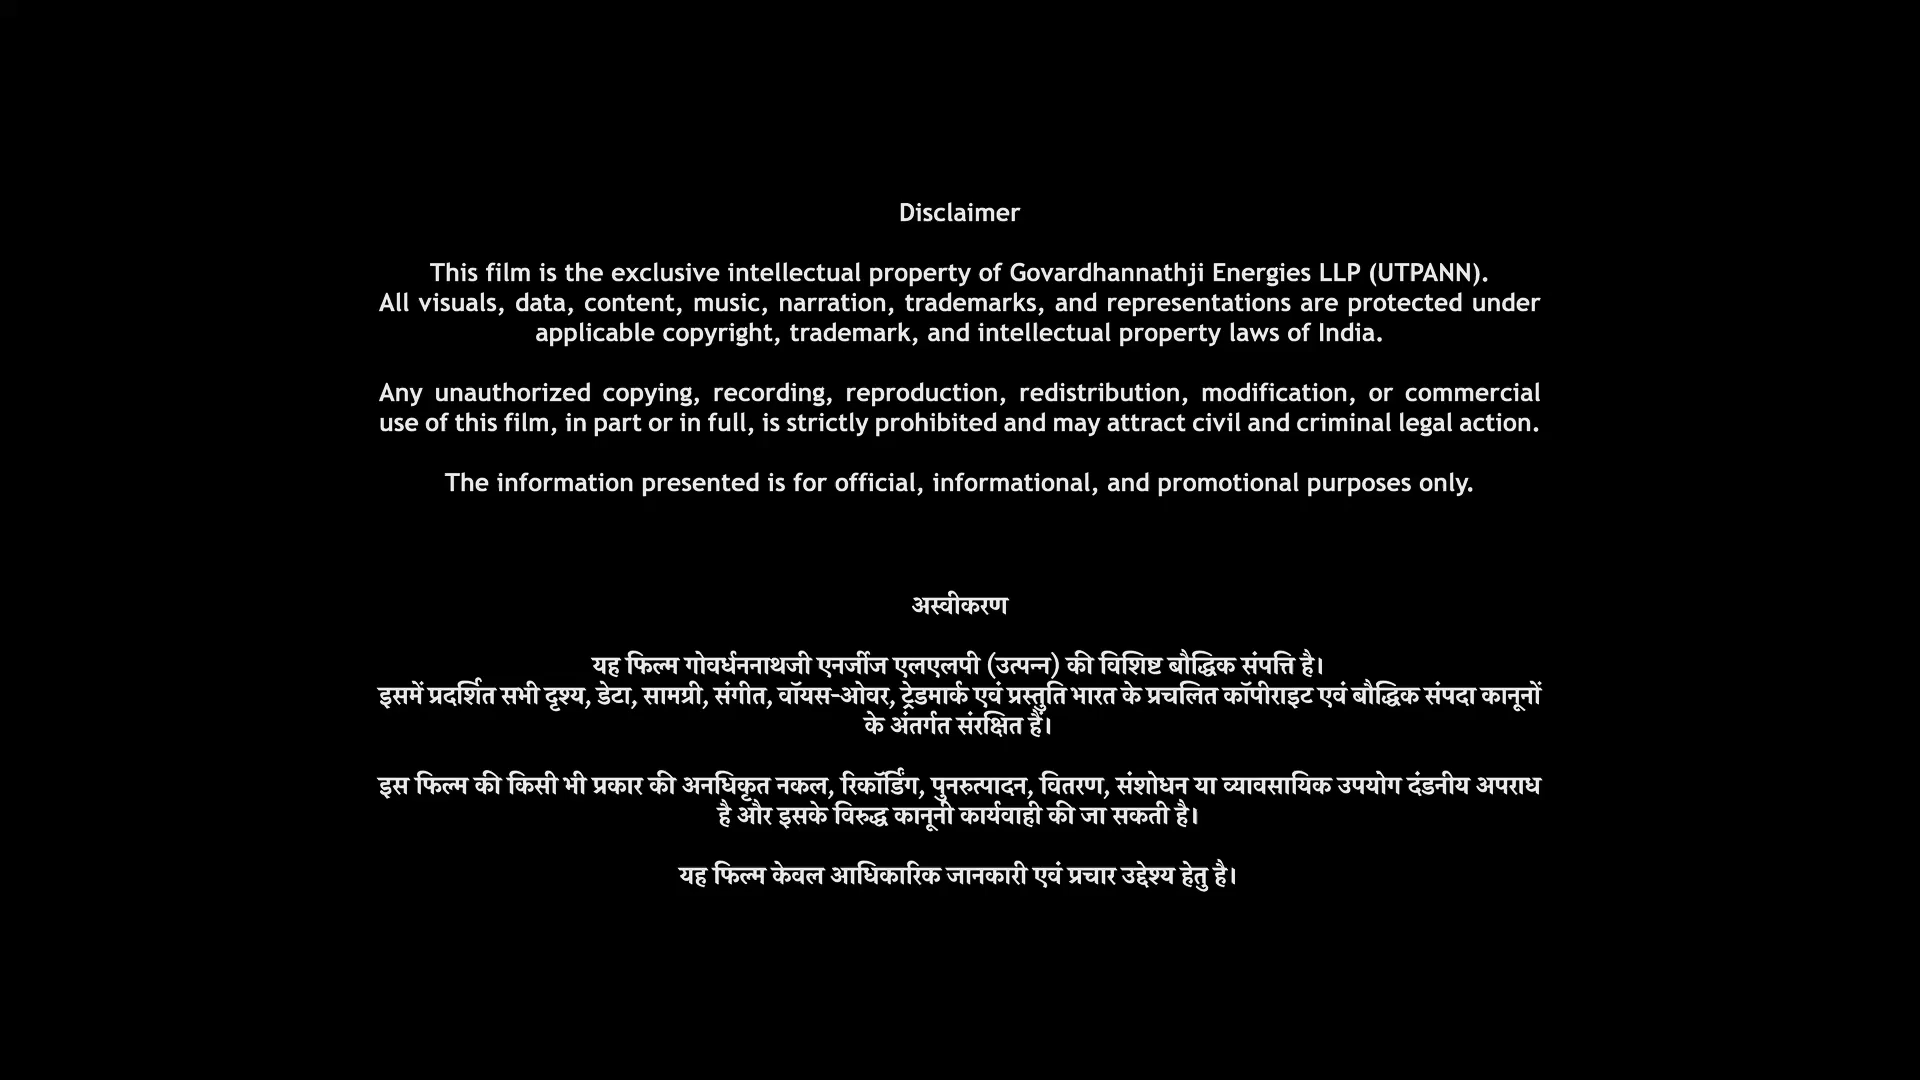 Disclaimer
This film is the exclusive intellectual property of Govardhannathji Energies LLP (UTPANN).
All visuals, data, content, music, narration, trademarks, and representations are protected under
applicable copyright, trademark, and intellectual property laws of India.
Any unauthorized copying, recording, reproduction, redistribution, modification, or commercial
use of this film, in part or in full, is strictly prohibited and may attract civil and criminal legal action.
The information presented is for official, informational, and promotional purposes only.
अस्वीकरण
यह फिल्म गोवर्धननाथजी एनर्जीज एलएलपी (उत्पन्न) की विशिष्ट बौद्धिक संपत्ति है।
इसमें प्रदर्शित सभी दृश्य, डेटा, सामग्री, संगीत, वॉयस-ओवर, ट्रेडमार्क एवं प्रस्तुति भारत के प्रचलित कॉपीराइट एवं बौद्धिक संपदा कानूनों
के अंतर्गत संरक्षित हैं।
इस फिल्म की किसी भी प्रकार की अनधिकृत नकल, रिकॉर्डिंग, पुनरुत्पादन, वितरण, संशोधन या व्यावसायिक उपयोग दंडनीय अपराध
है और इसके विरुद्ध कानूनी कार्यवाही की जा सकती है।
यह फिल्म केवल आधिकारिक जानकारी एवं प्रचार उद्देश्य हेतु है।